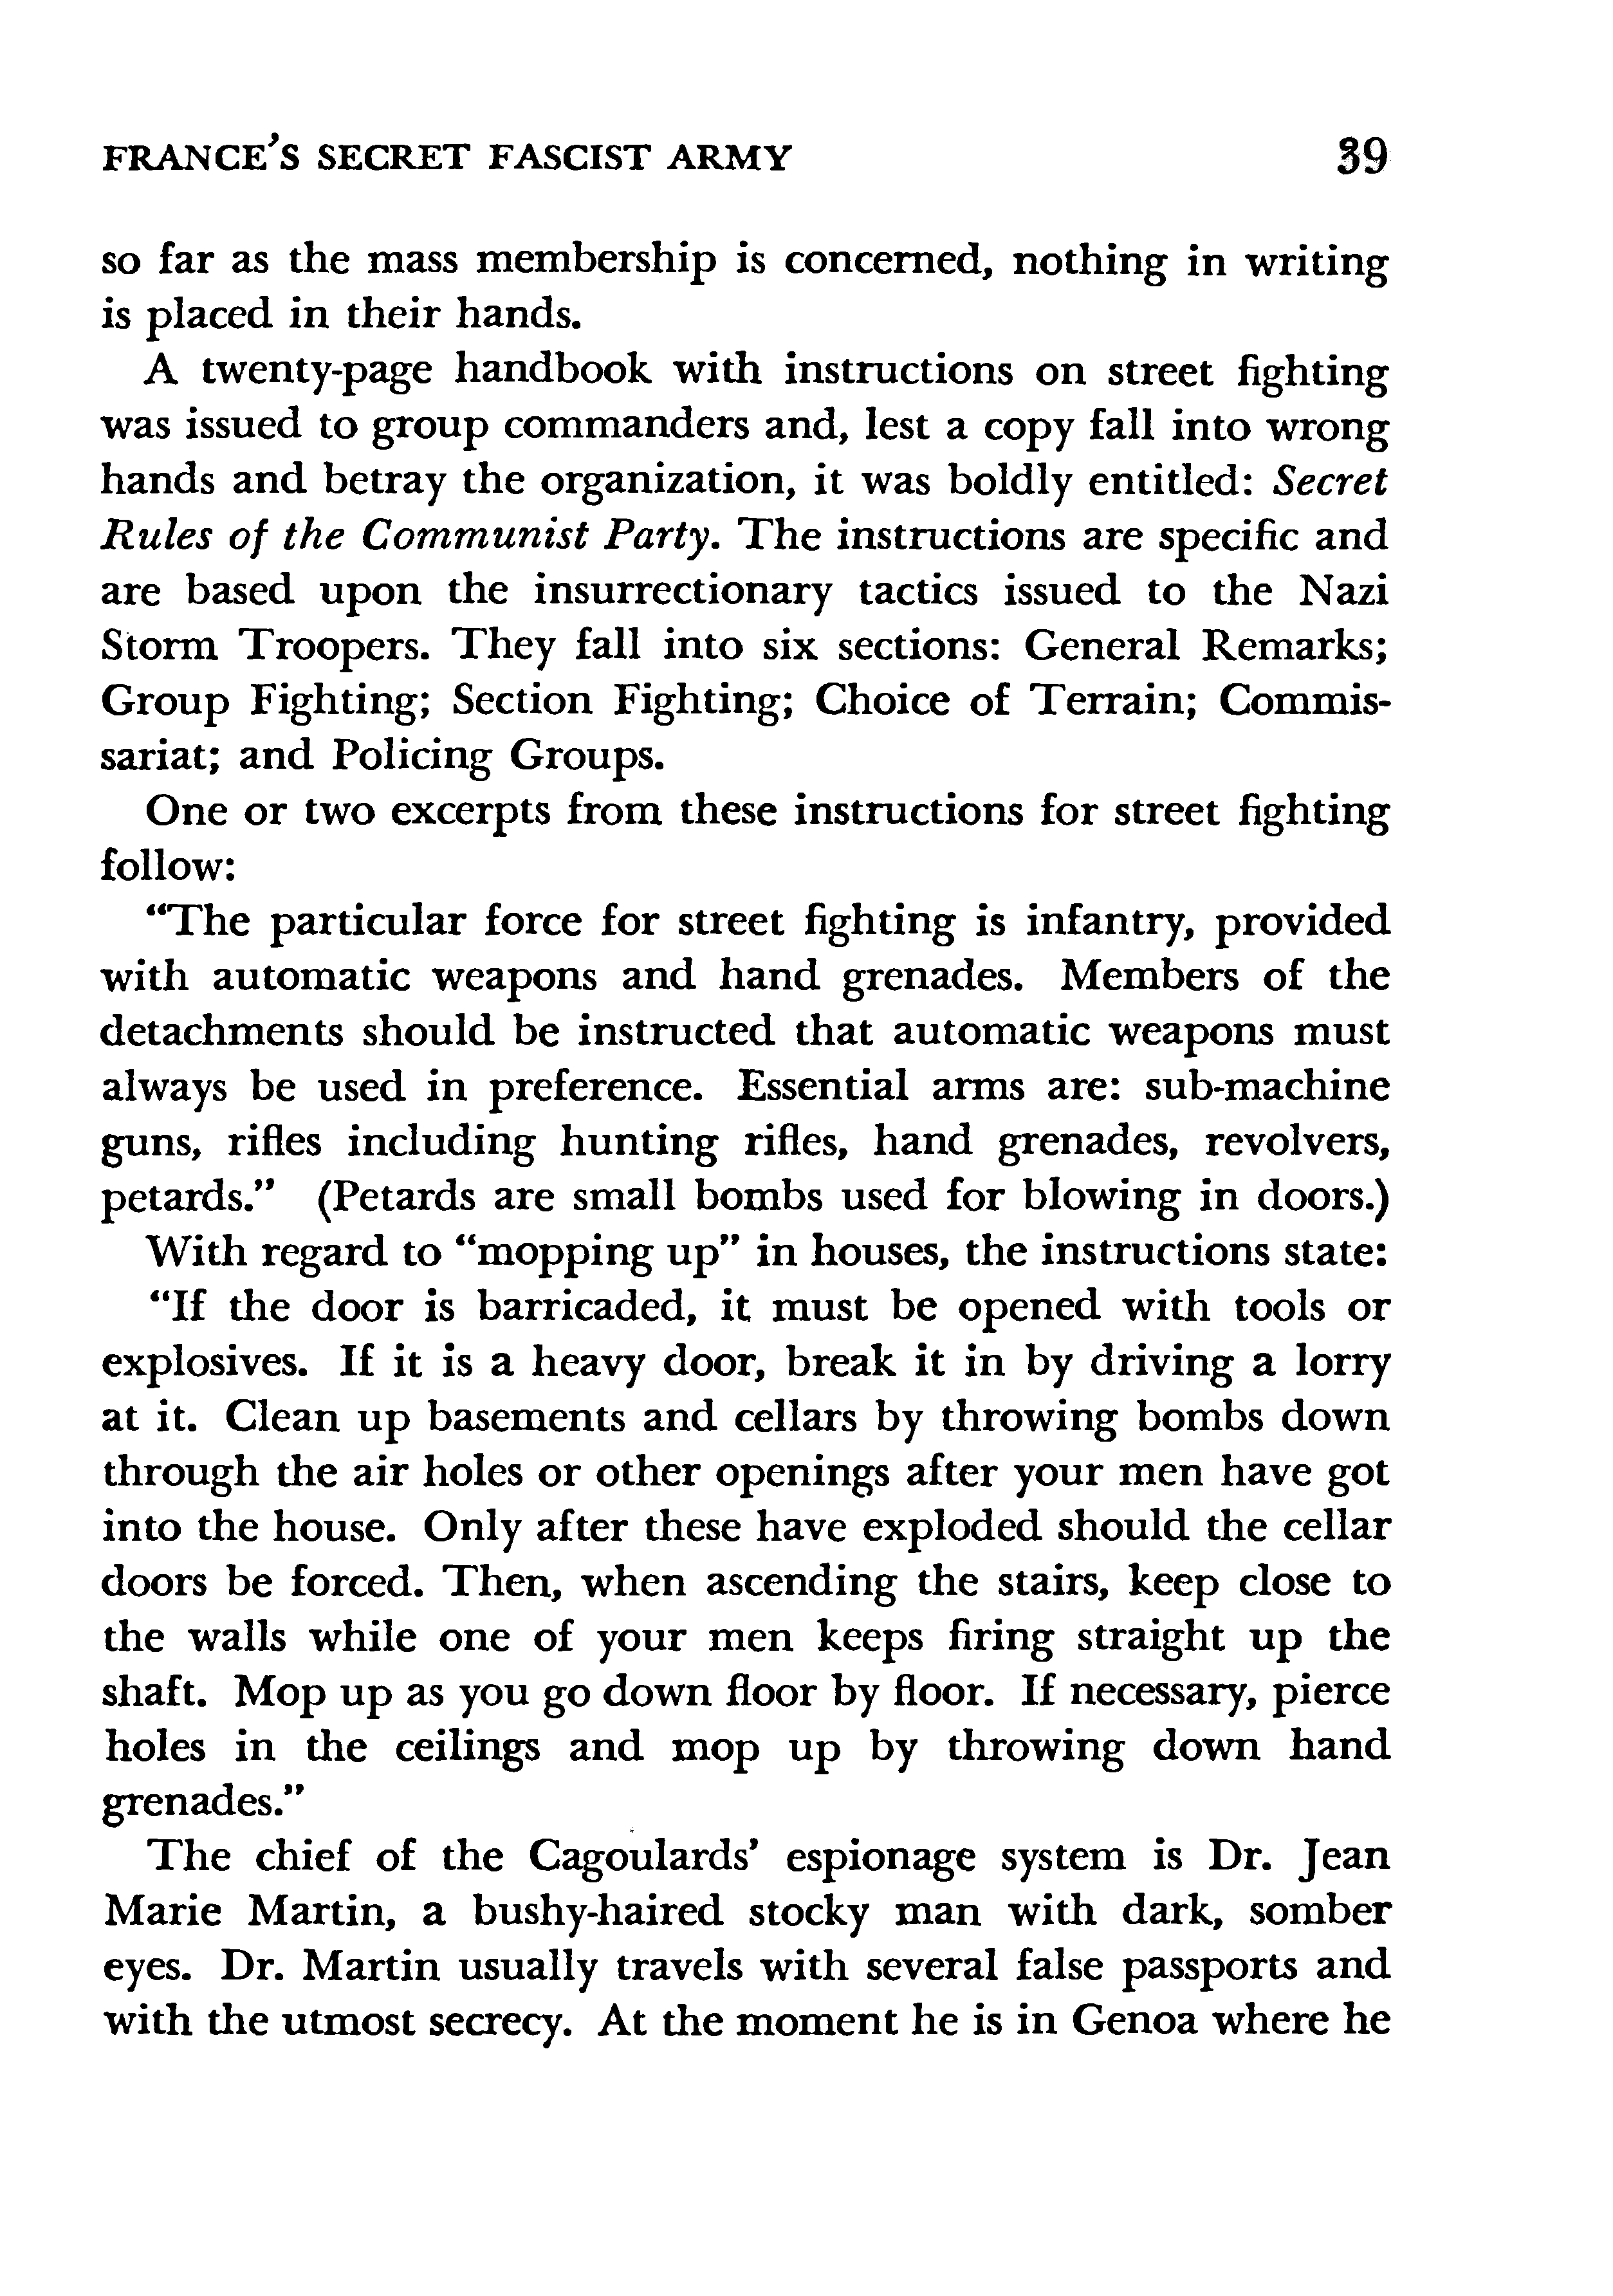 FRANCE'S SECRET FASCIST ARMY 39
so far as the mass membership is concerned, nothing in writing
is placed in their hands.
A twenty-page handbook with instructions on street fighting
was issued to group commanders and, lest a copy fall into wrong
hands and betray the organization, it was boldly entitled: Secret
Rules of the Communist Party. The instructions are specific and
are based upon the insurrectionary tactics issued to the Nazi
Storm Troopers. They fall into six sections: General Remarks;
Group Fighting; Section Fighting; Choice of Terrain; Commis-
sariat; and Policing Groups.
One or two excerpts from these instructions for street fighting
follow:
“The particular force for street fighting is infantry, provided
with automatic weapons and hand grenades. Members of the
detachments should be instructed that automatic weapons must
always be used in preference. Essential arms are: sub-machine
guns, rifles including hunting rifles, hand grenades, revolvers,
petards.” (Petards are small bombs used for blowing in doors.)
With regard to “mopping up” in houses, the instructions state:
“If the door is barricaded, it must be opened with tools or
explosives. If it is a heavy door, break it in by driving a lorry
at it. Clean up basements and cellars by throwing bombs down
through the air holes or other openings after your men have got
into the house. Only after these have exploded should the cellar
doors be forced. Then, when ascending the stairs, keep close to
the walls while one of your men keeps firing straight up the
shaft. Mop up as you go down floor by floor. If necessary, pierce
holes in the ceilings and mop up by throwing down hand
grenades.”
The chief of the Cagoulards’ espionage system is Dr. Jean
Marie Martin, a bushy-haired stocky man with dark, somber
eyes. Dr. Martin usually travels with several false passports and
with the utmost secrecy. At the moment he is in Genoa where he